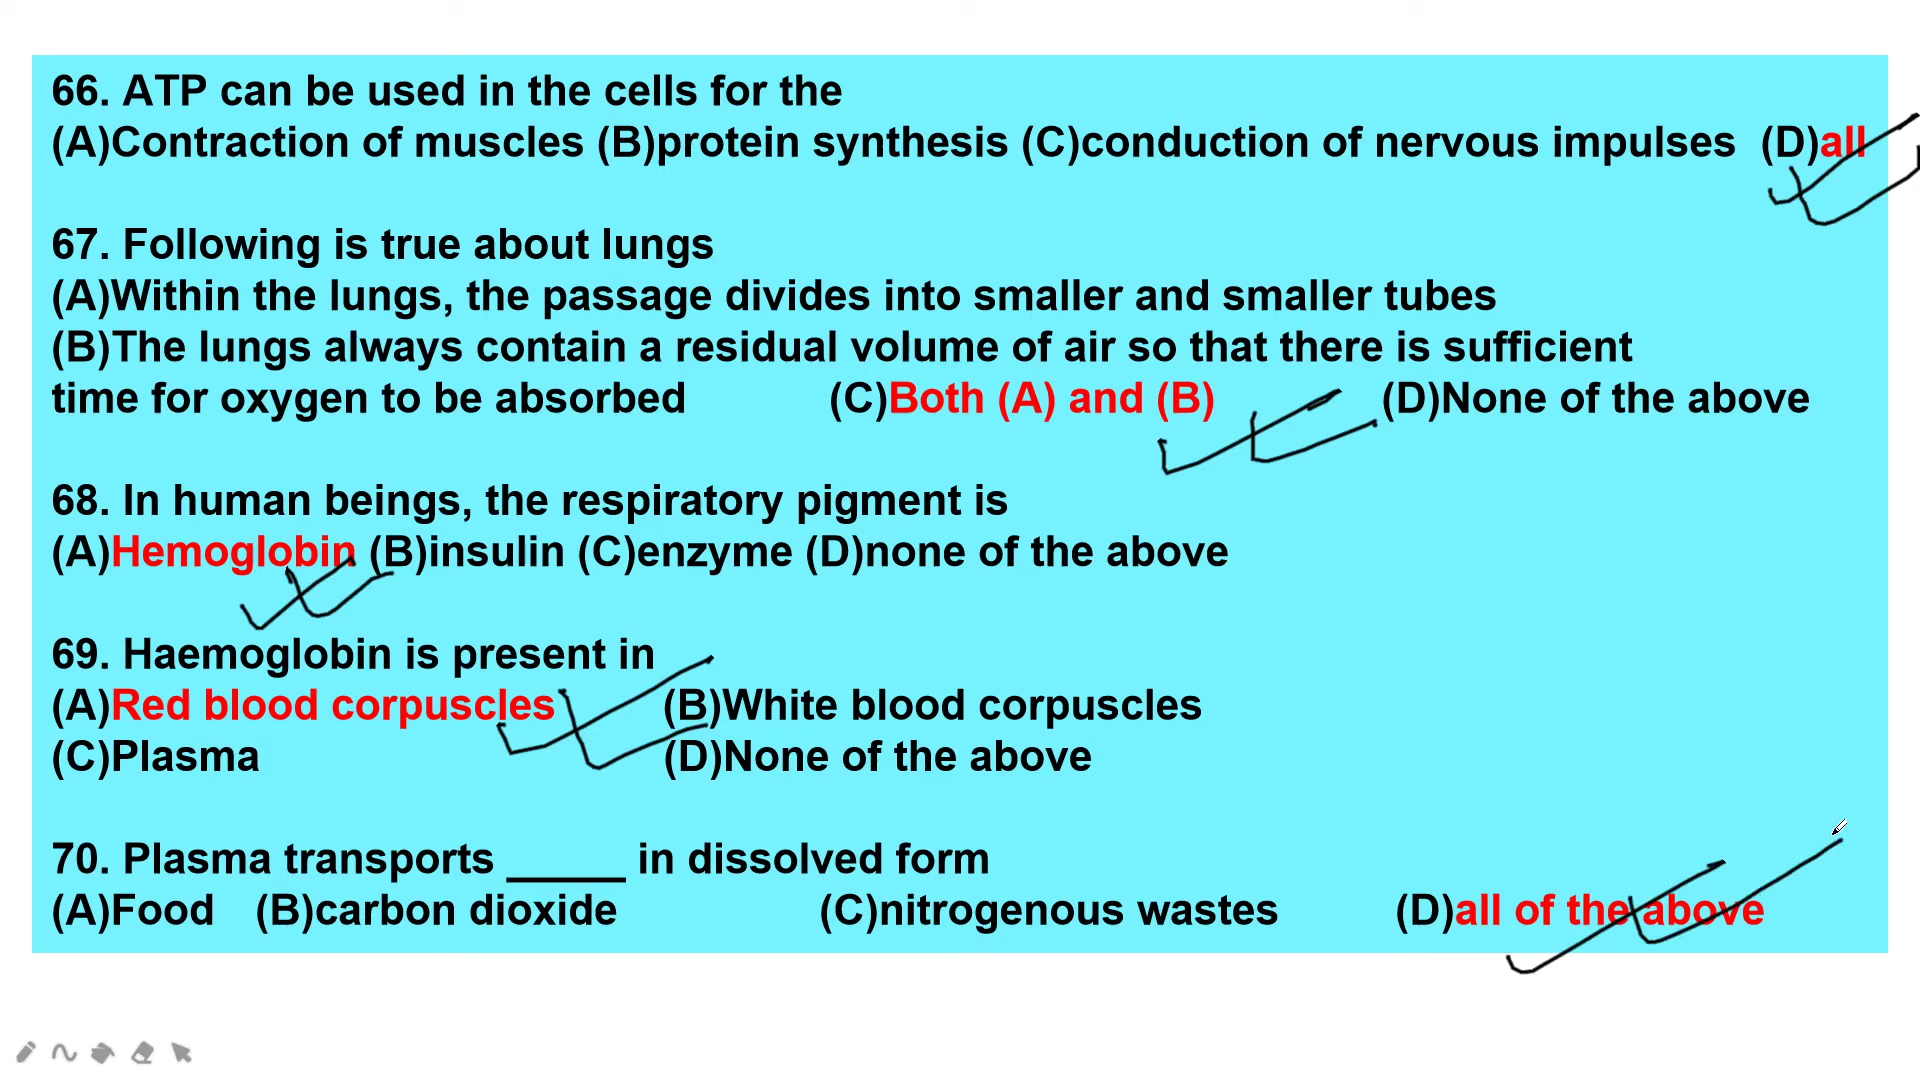 66. ATP can be used in the cells for the
(A)Contraction of muscles (B)protein synthesis (C)conduction of nervous impulses (D)all
67. Following is true about lungs
(A)Within the lungs, the passage divides into smaller and smaller tubes
(B)The lungs always contain a residual volume of air so that there is sufficient
time for oxygen to be absorbed (C)Both (A) and (B) (D)None of the above
68. In human beings, the respiratory pigment is
(A)Hemoglobin (B)insulin (C)enzyme (D)none of the above
69. Haemoglobin is present in
(A)Red blood corpuscles (B)White blood corpuscles
(C)Plasma (D)None of the above
70. Plasma transports _____ in dissolved form
(A)Food (B)carbon dioxide (C)nitrogenous wastes (D)all of the above